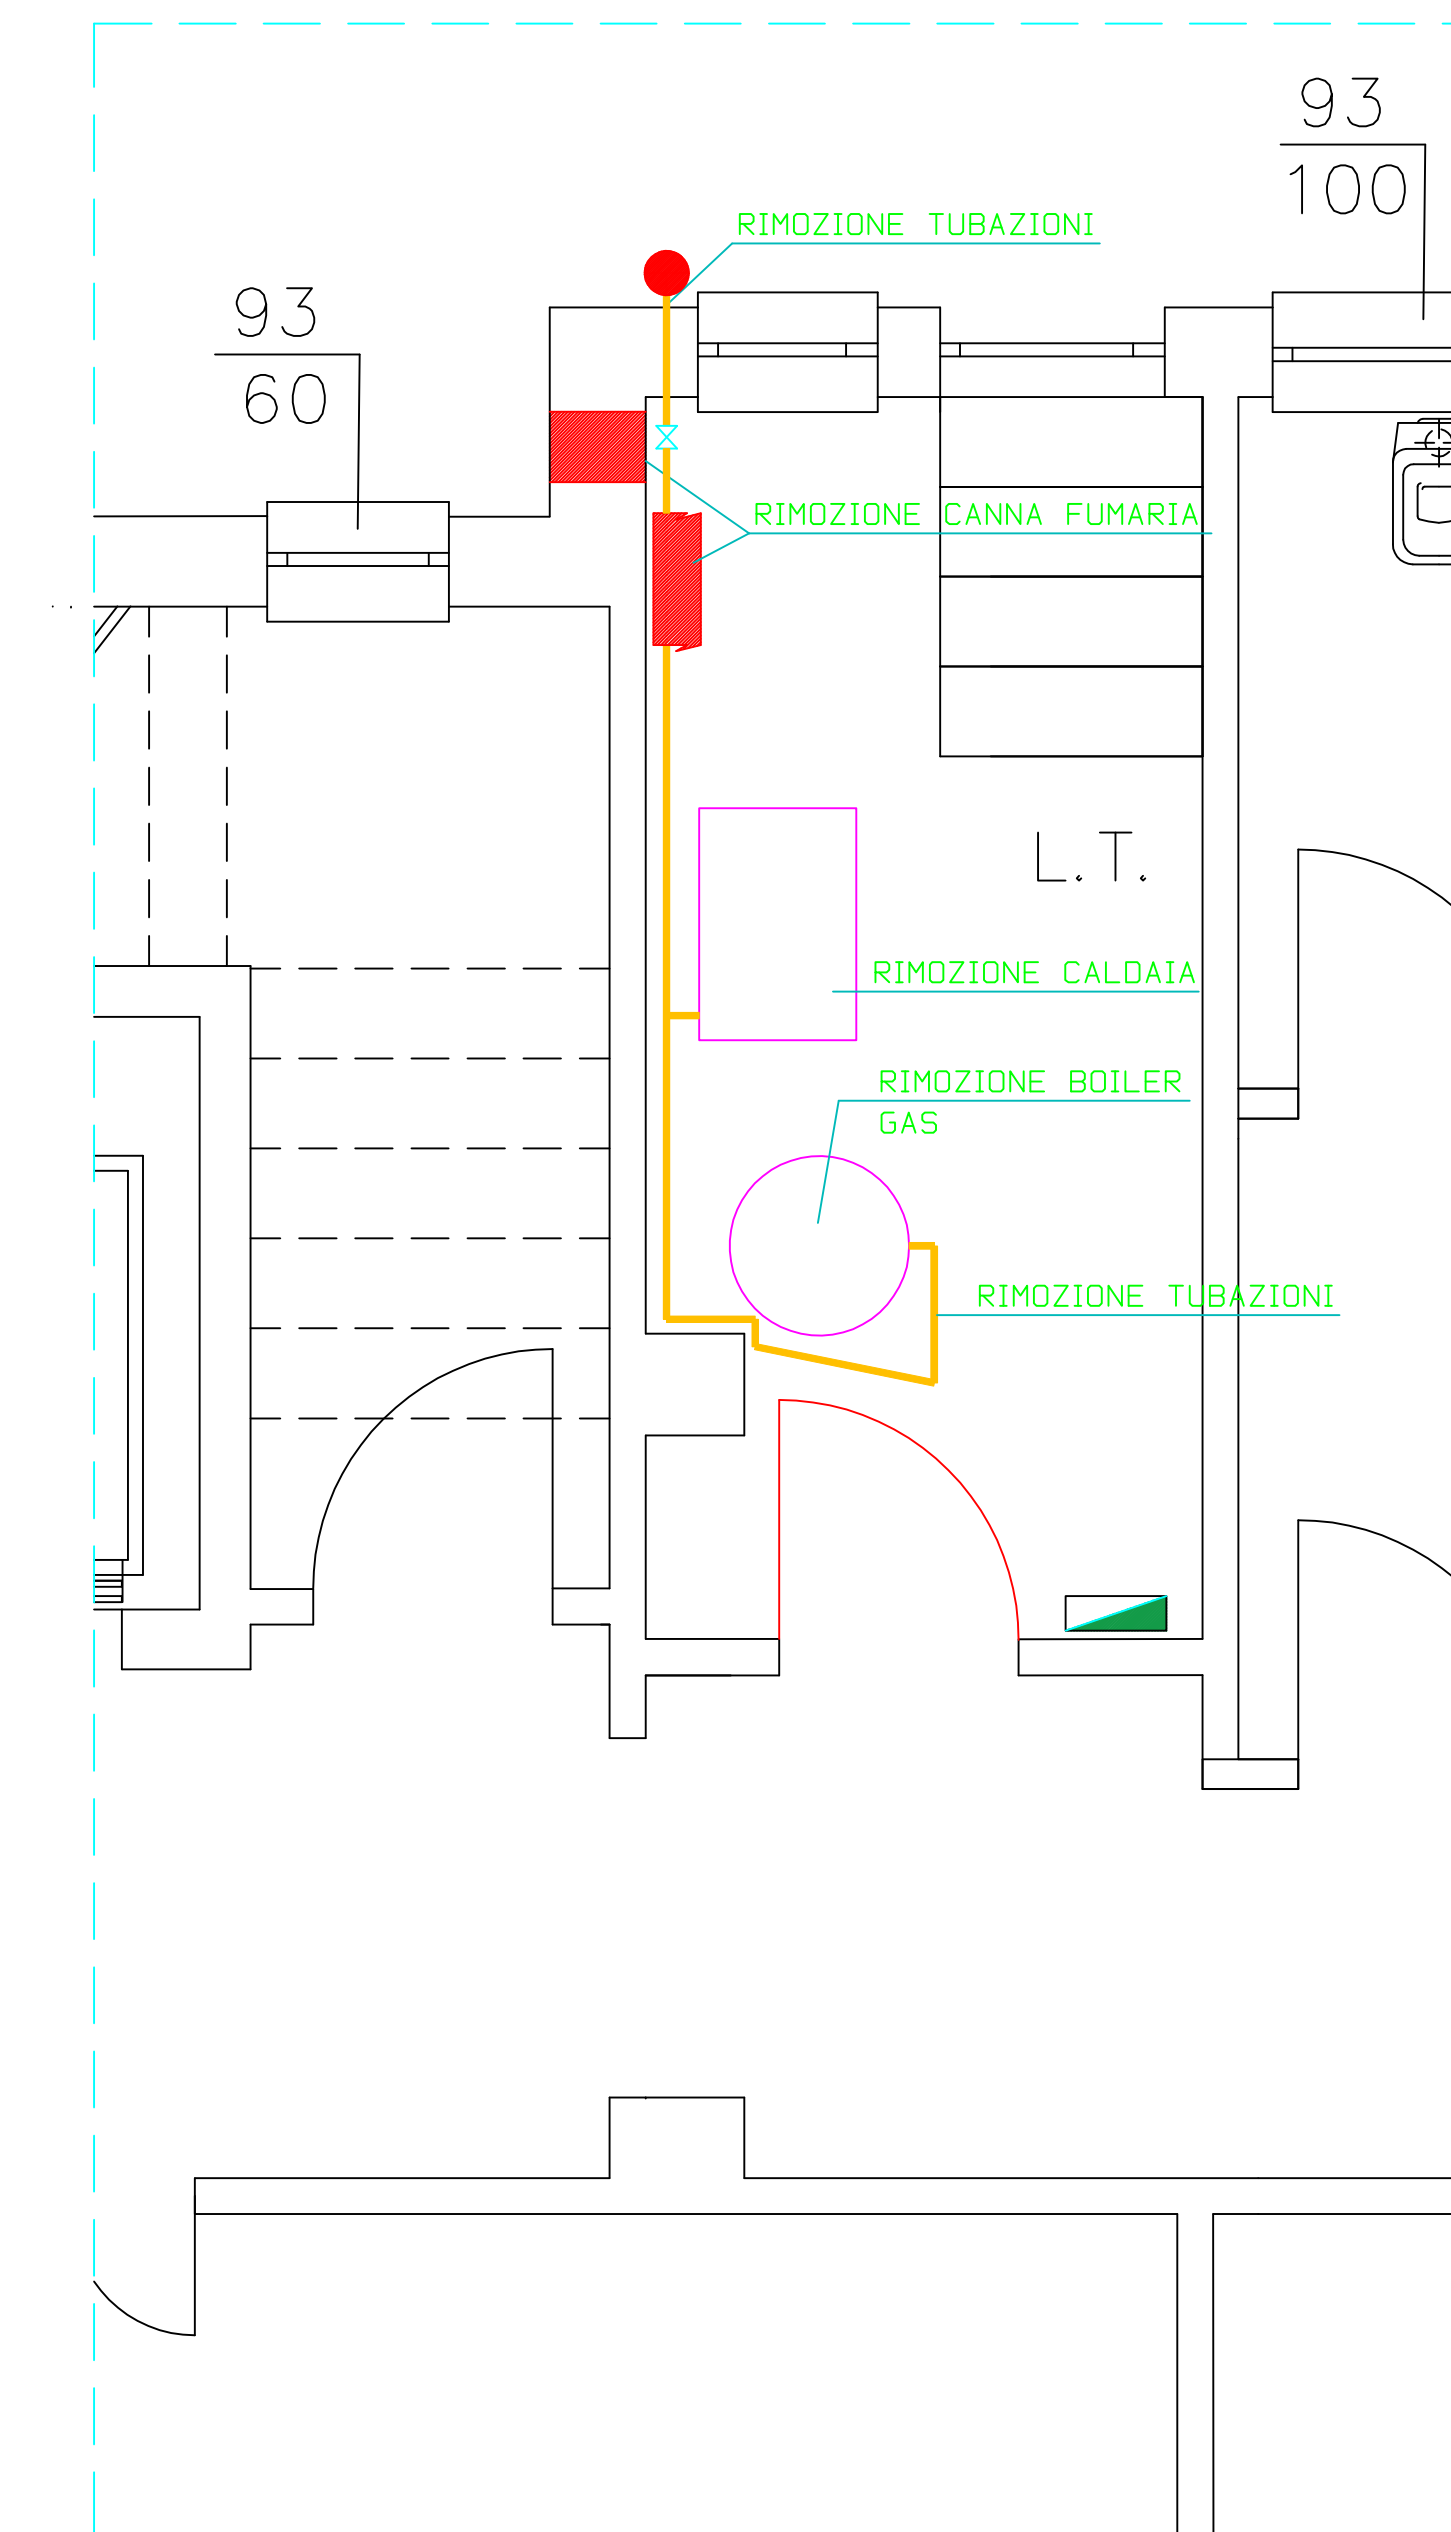 93
100
RIMOZIONE TUBAZIONI
93
60
RIMOZIONE CANNA FUMARIA
L.T.
RIMOZIONE CALDAIA
RIMOZIONE BOILER
GAS
RIMOZIONE TUBAZIONI